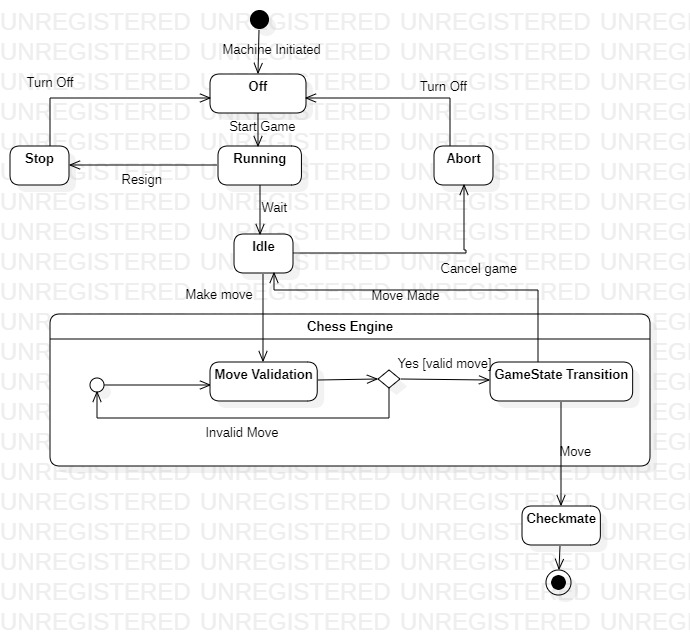 Machine Initiated
Turn Off
Off
Turn Off
Start Game
Stop
Running
Abort
Resign
Wait
Idle
Cancel game
Make move
Move Made
Chess Engine
Yes [valid move]
Move Validation
GameState Transition
Invalid Move
Move
Checkmate
UNREGISTERED UNREGISTERED UNREGISTERED UNREGI